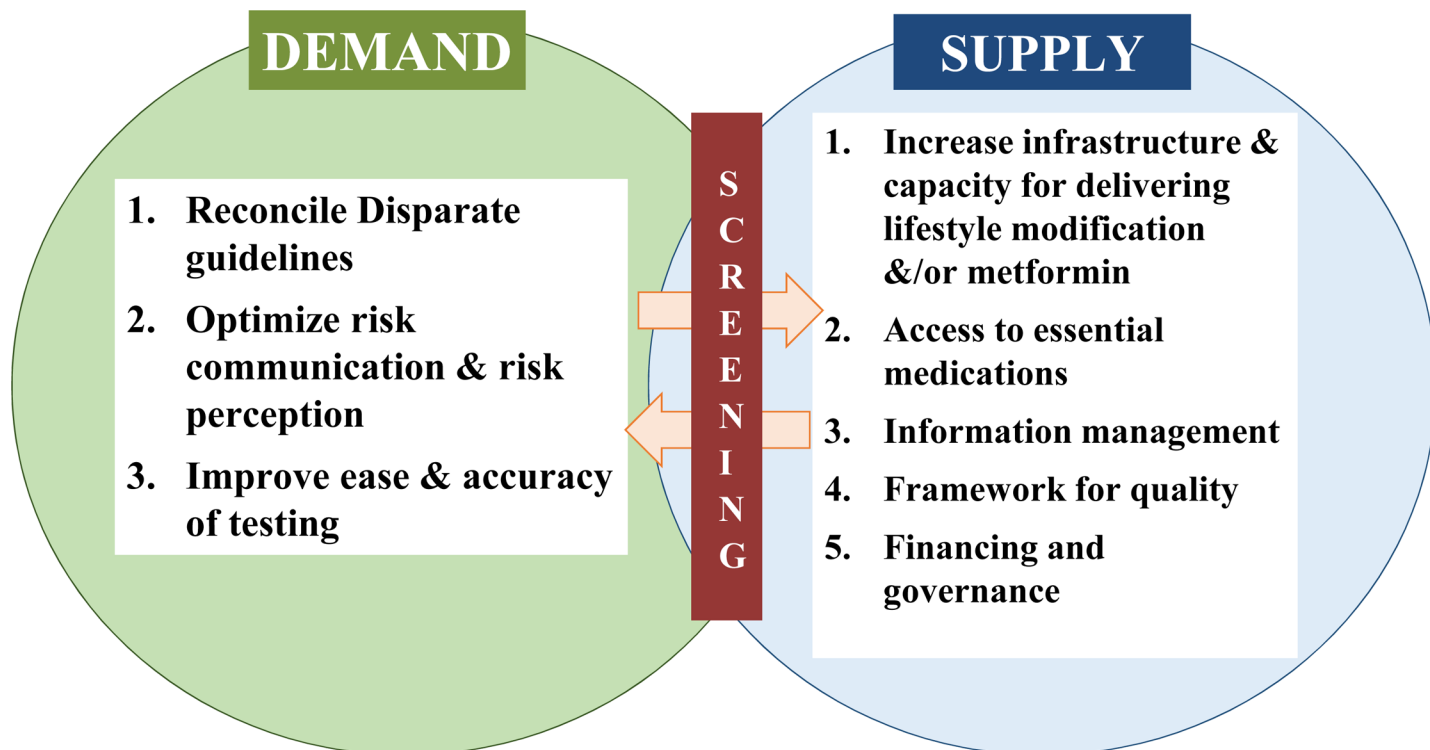 DEMAND
1. Reconcile Disparate
guidelines
2. Optimize risk
communication & risk
perception
3. Improve ease & accuracy
of testing
SCREENING
SUPPLY
1. Increase infrastructure &
capacity for delivering
lifestyle modification
&/or metformin
2. Access to essential
medications
3. Information management
4. Framework for quality
5. Financing and
governance